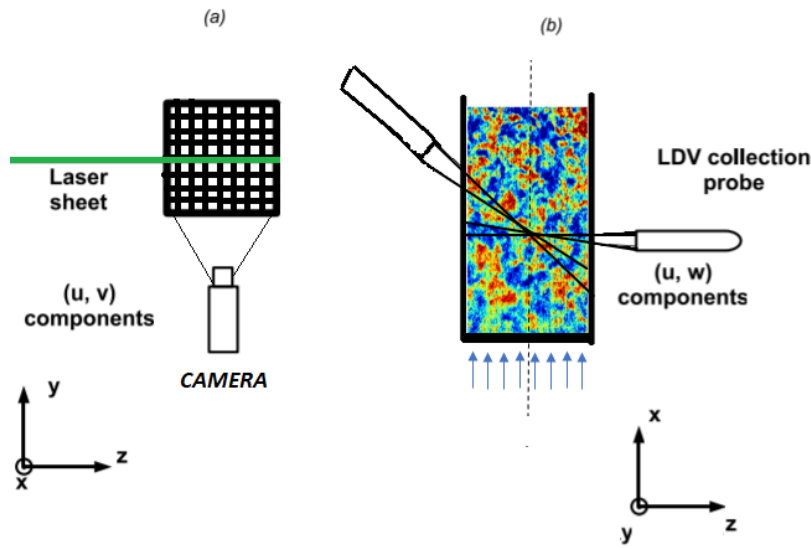 (a)
Laser
sheet
(u, v)
components
CAMERA
y
z
x
(b)
LDV collection
probe
(u, w)
components
x
z
y